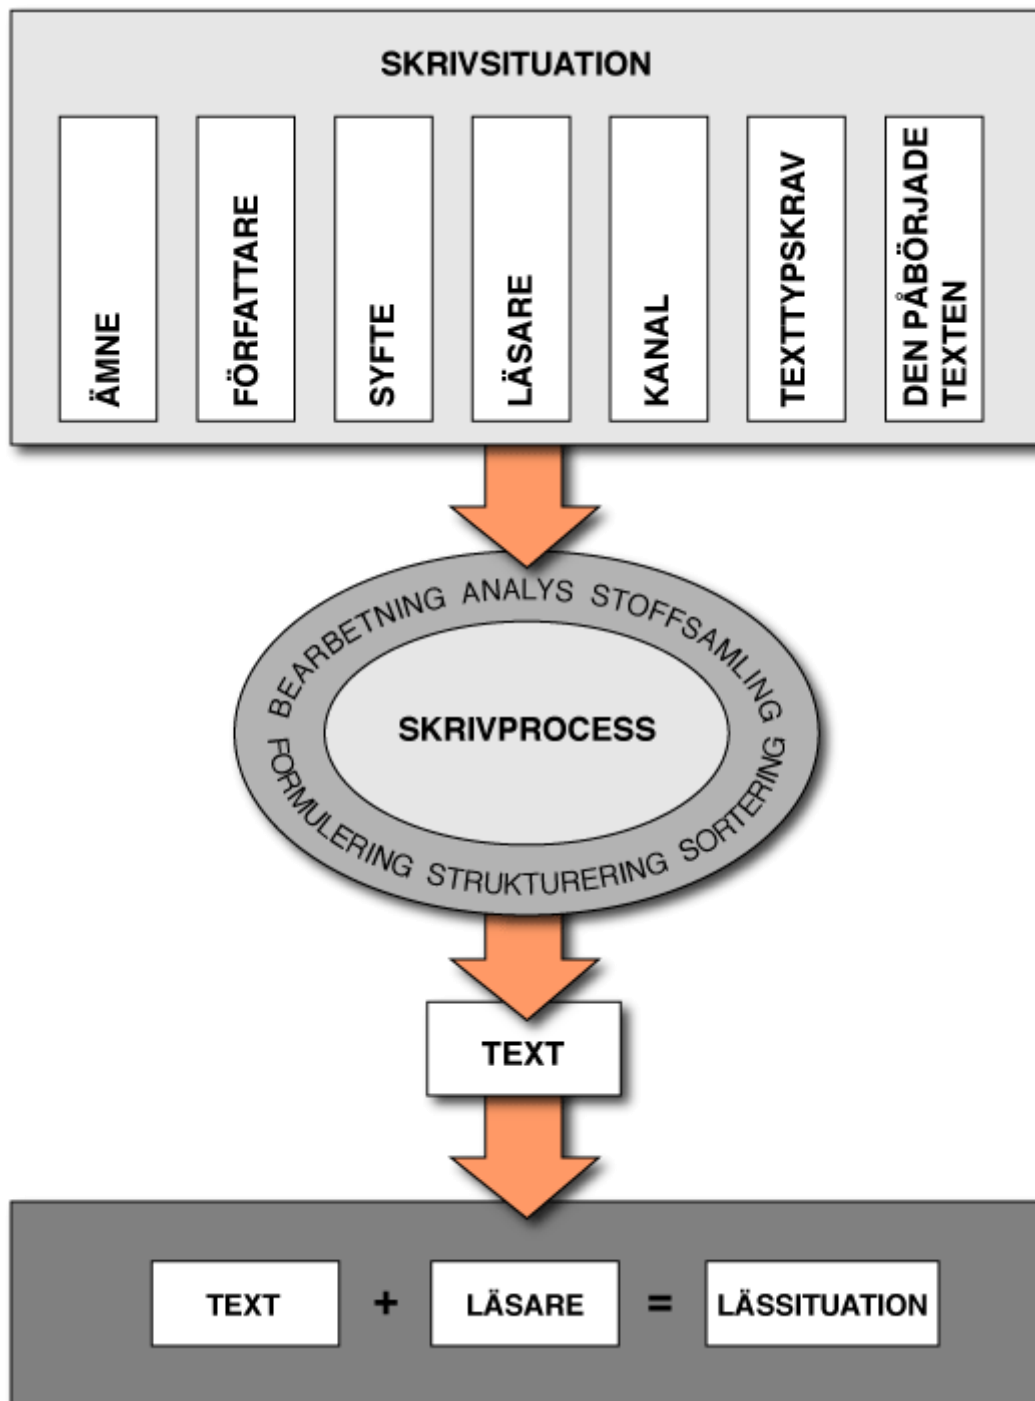 SKRIVSITUATION
ÄMNE
FÖRFATTARE
SYFTE
LÄSARE
KANAL
TEXTTYPSKRAV
DEN PÅBÖRJADE
TEXTEN
BEARBETNING ANALYS STOFFSAMLING
SKRIVPROCESS
FORMULERING STRUKTURERING SORTERING
TEXT
TEXT + LÄSARE = LÄSSITUATION